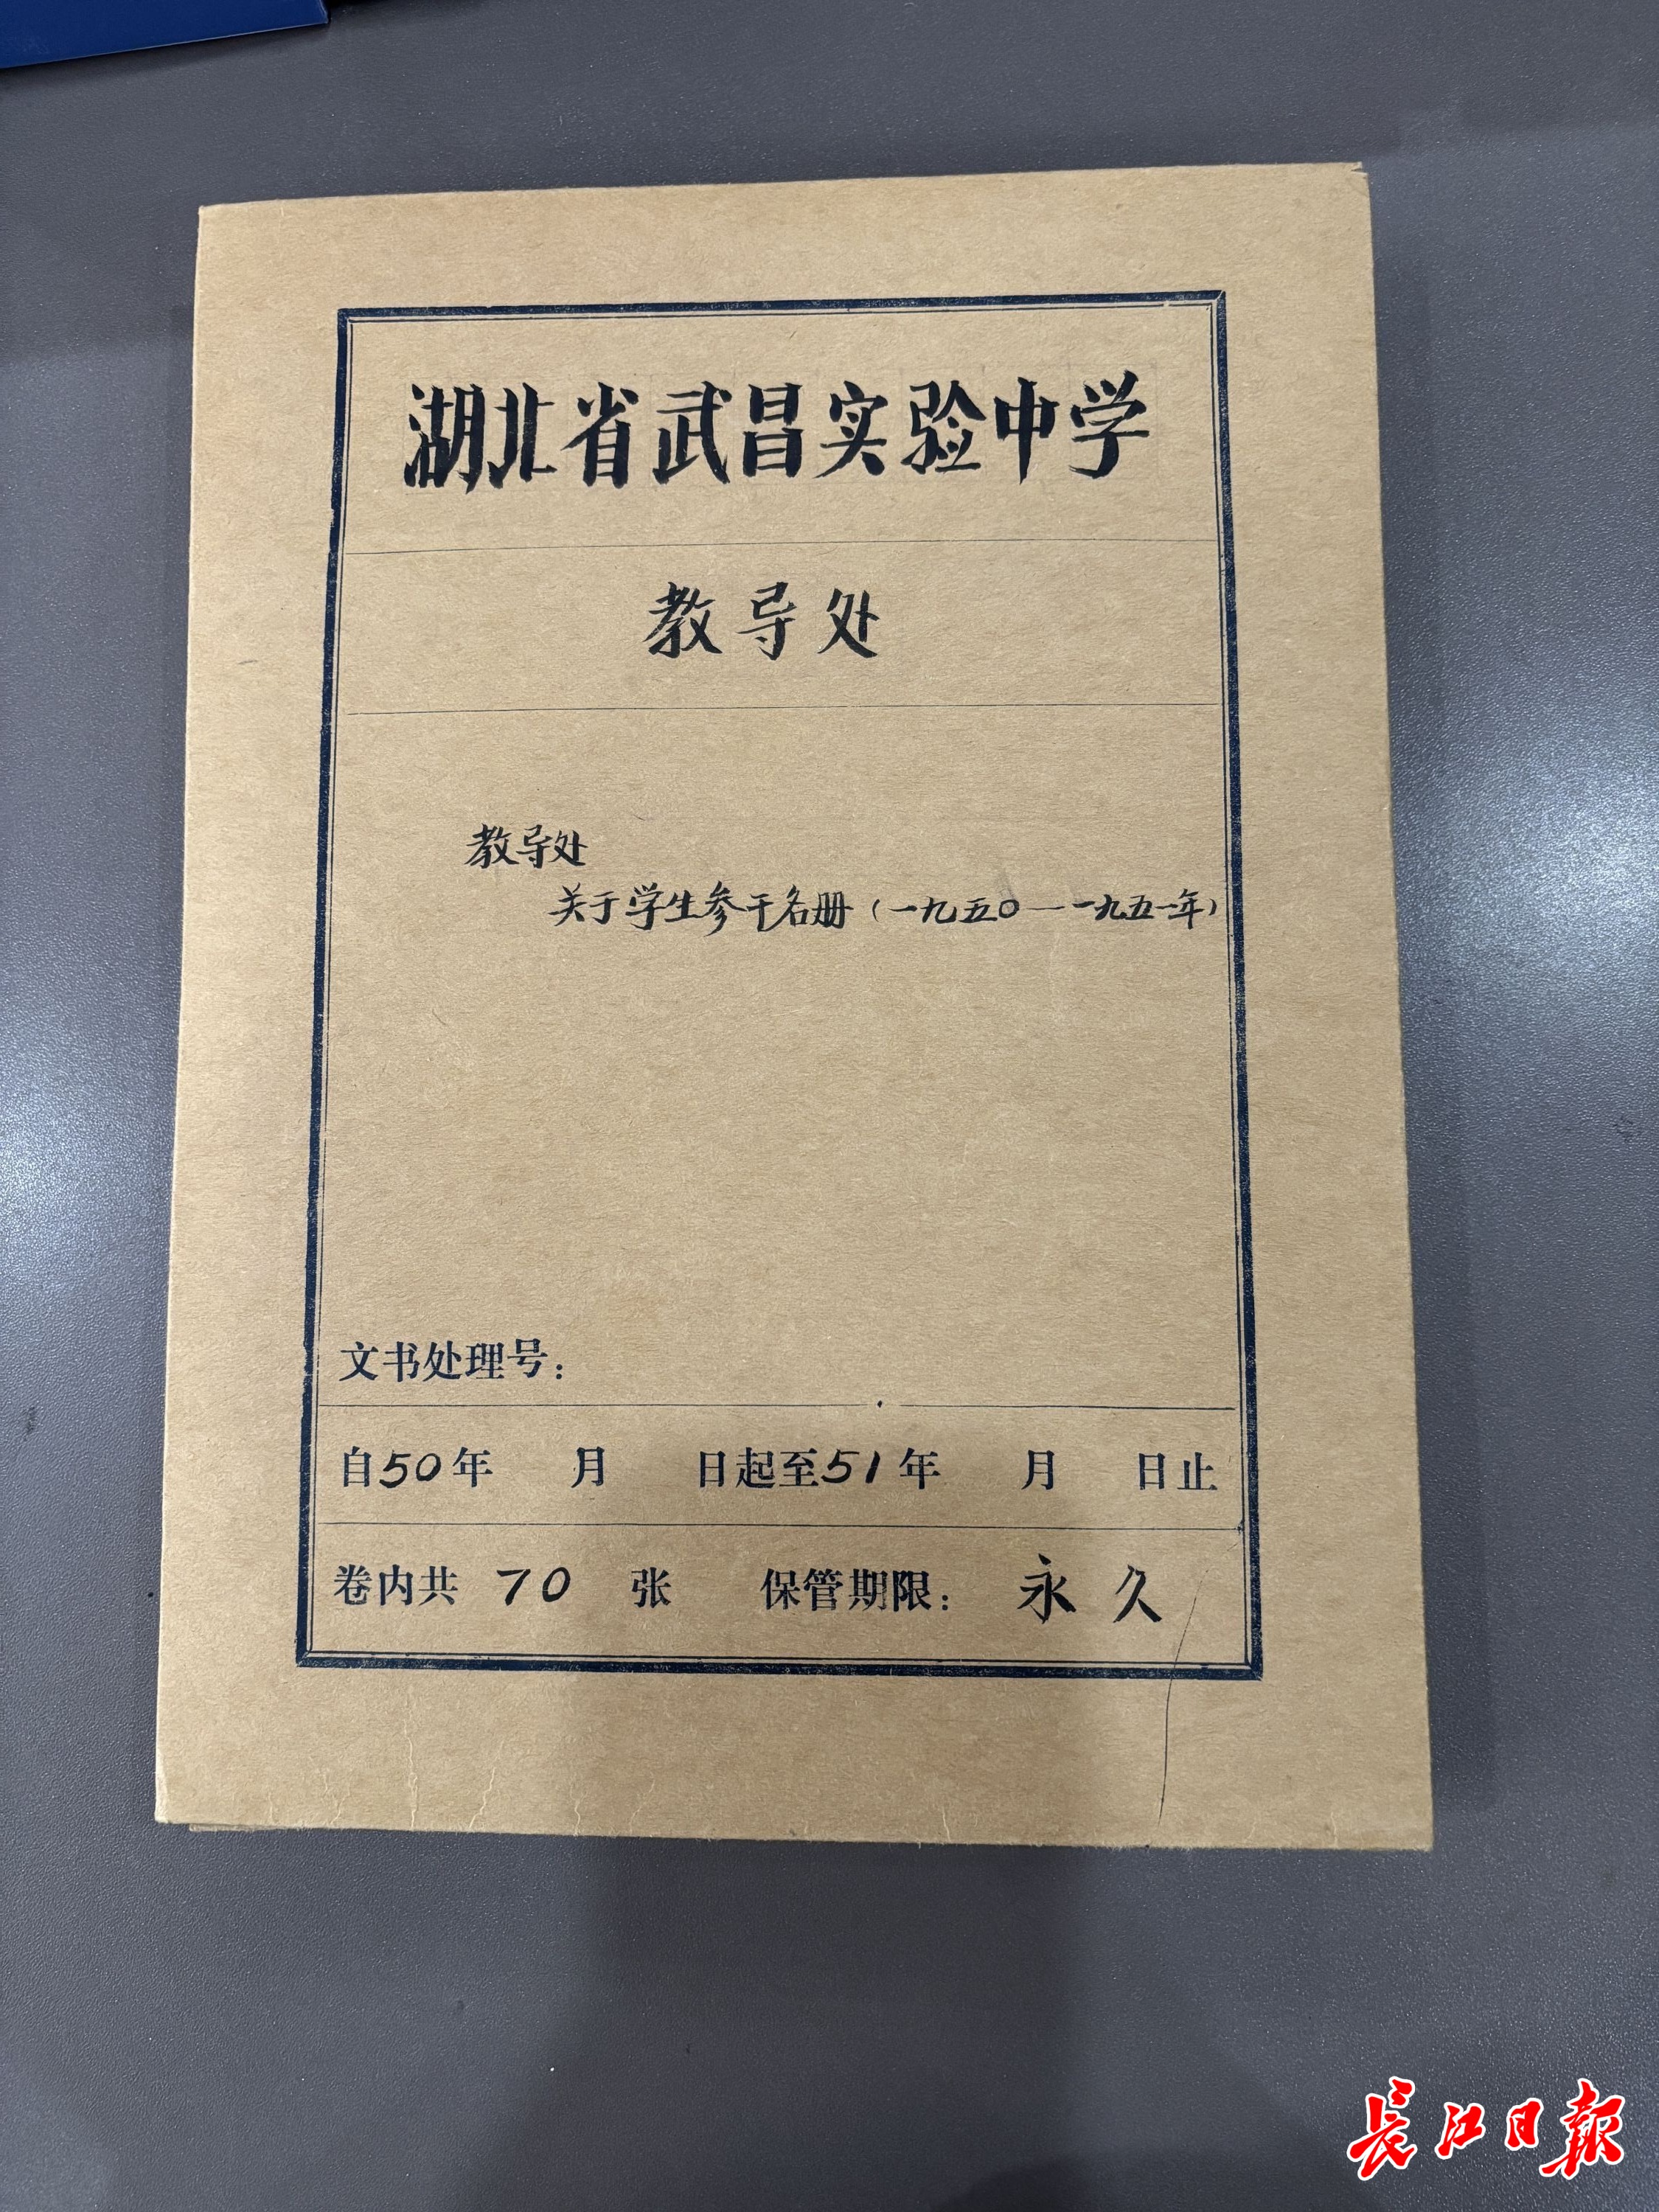 湖北省武昌实验中学
教导处
教导处
关于学生参干名册（一九五〇—一九五一年）
文书处理号：
自50年 月 日起至51年 月 日止
卷内共 70 张 保管期限： 永久
长江日报